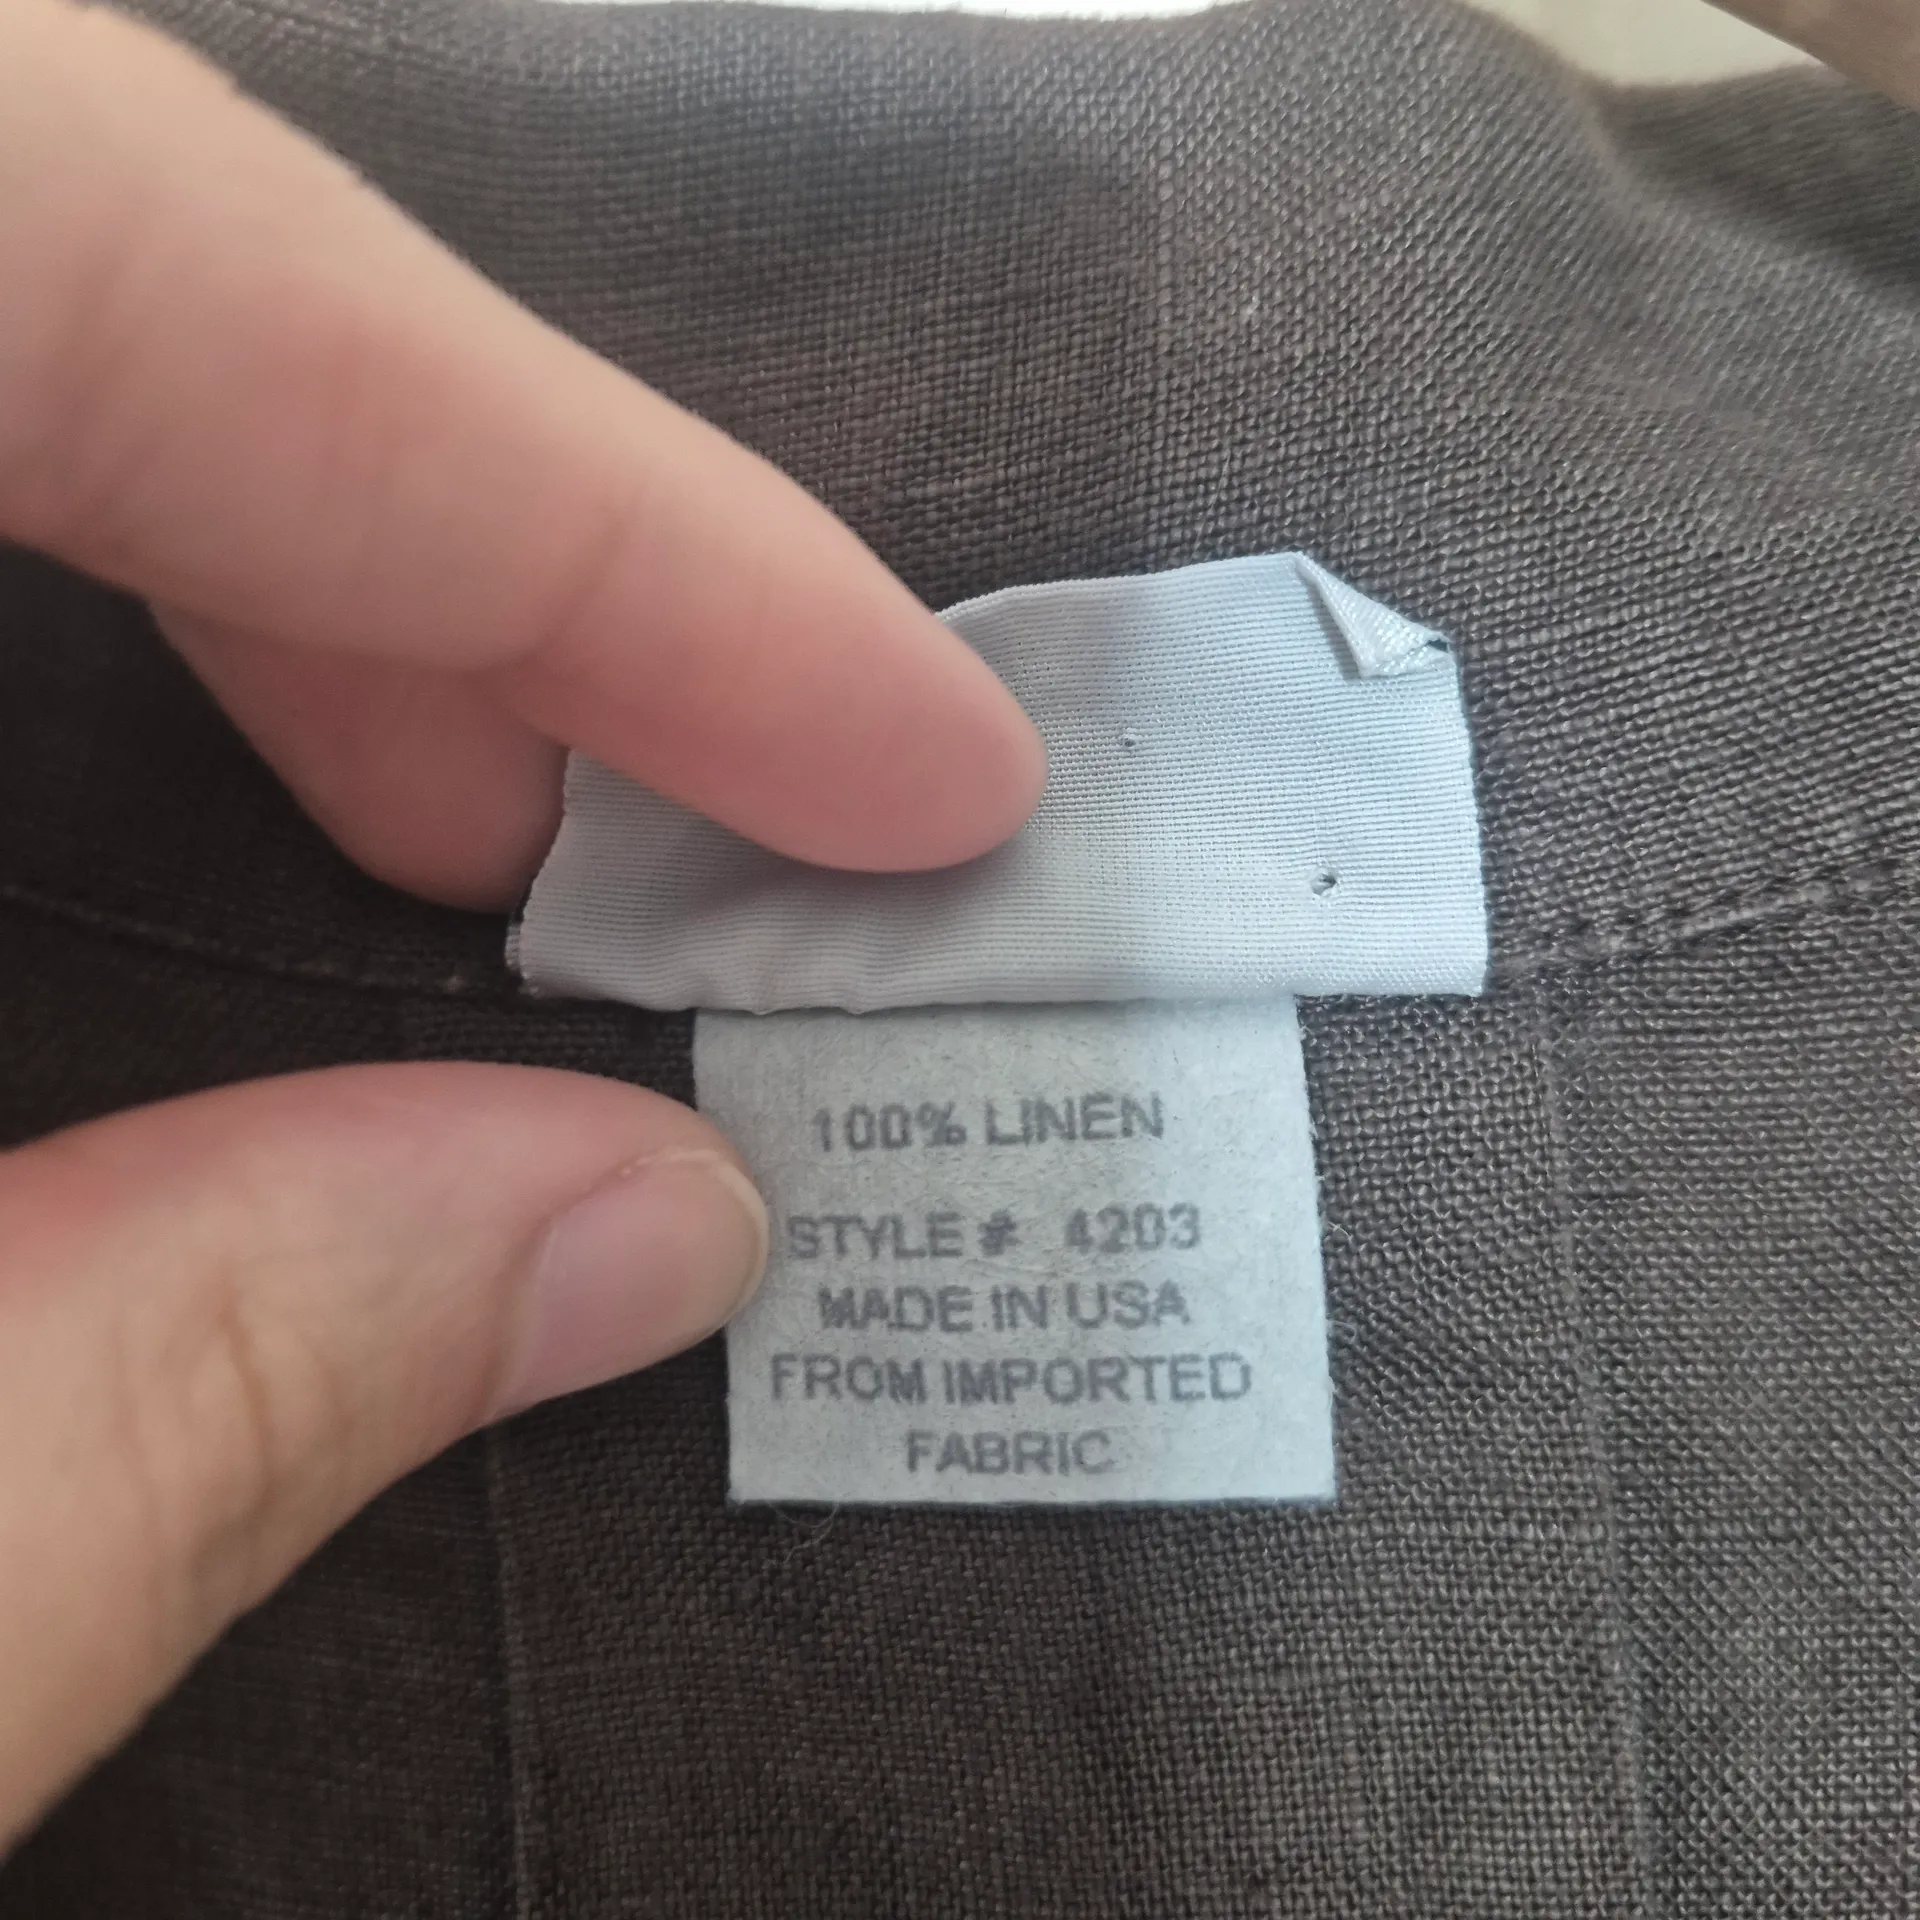 100% LINEN
STYLE # 4203
MADE IN USA
FROM IMPORTED
FABRIC